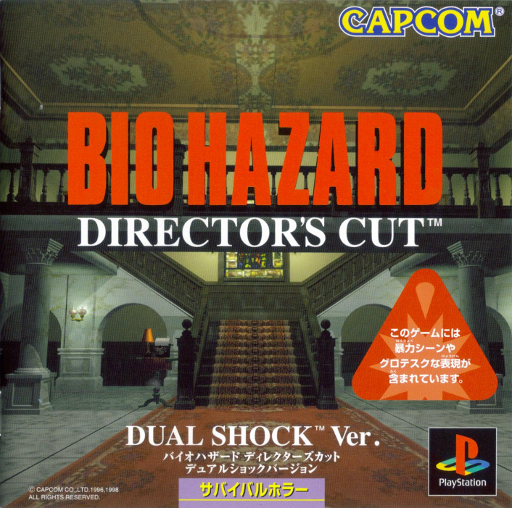 CAPCOM®
BIOHAZARD
DIRECTOR'S CUT™
このゲームには
暴力シーンや
グロテスクな表現が
含まれています。
DUAL SHOCK™ Ver.
バイオハザード ディレクターズカット
デュアルショックバージョン
サバイバルホラー
© CAPCOM CO.,LTD.1996,1998
ALL RIGHTS RESERVED.
PlayStation